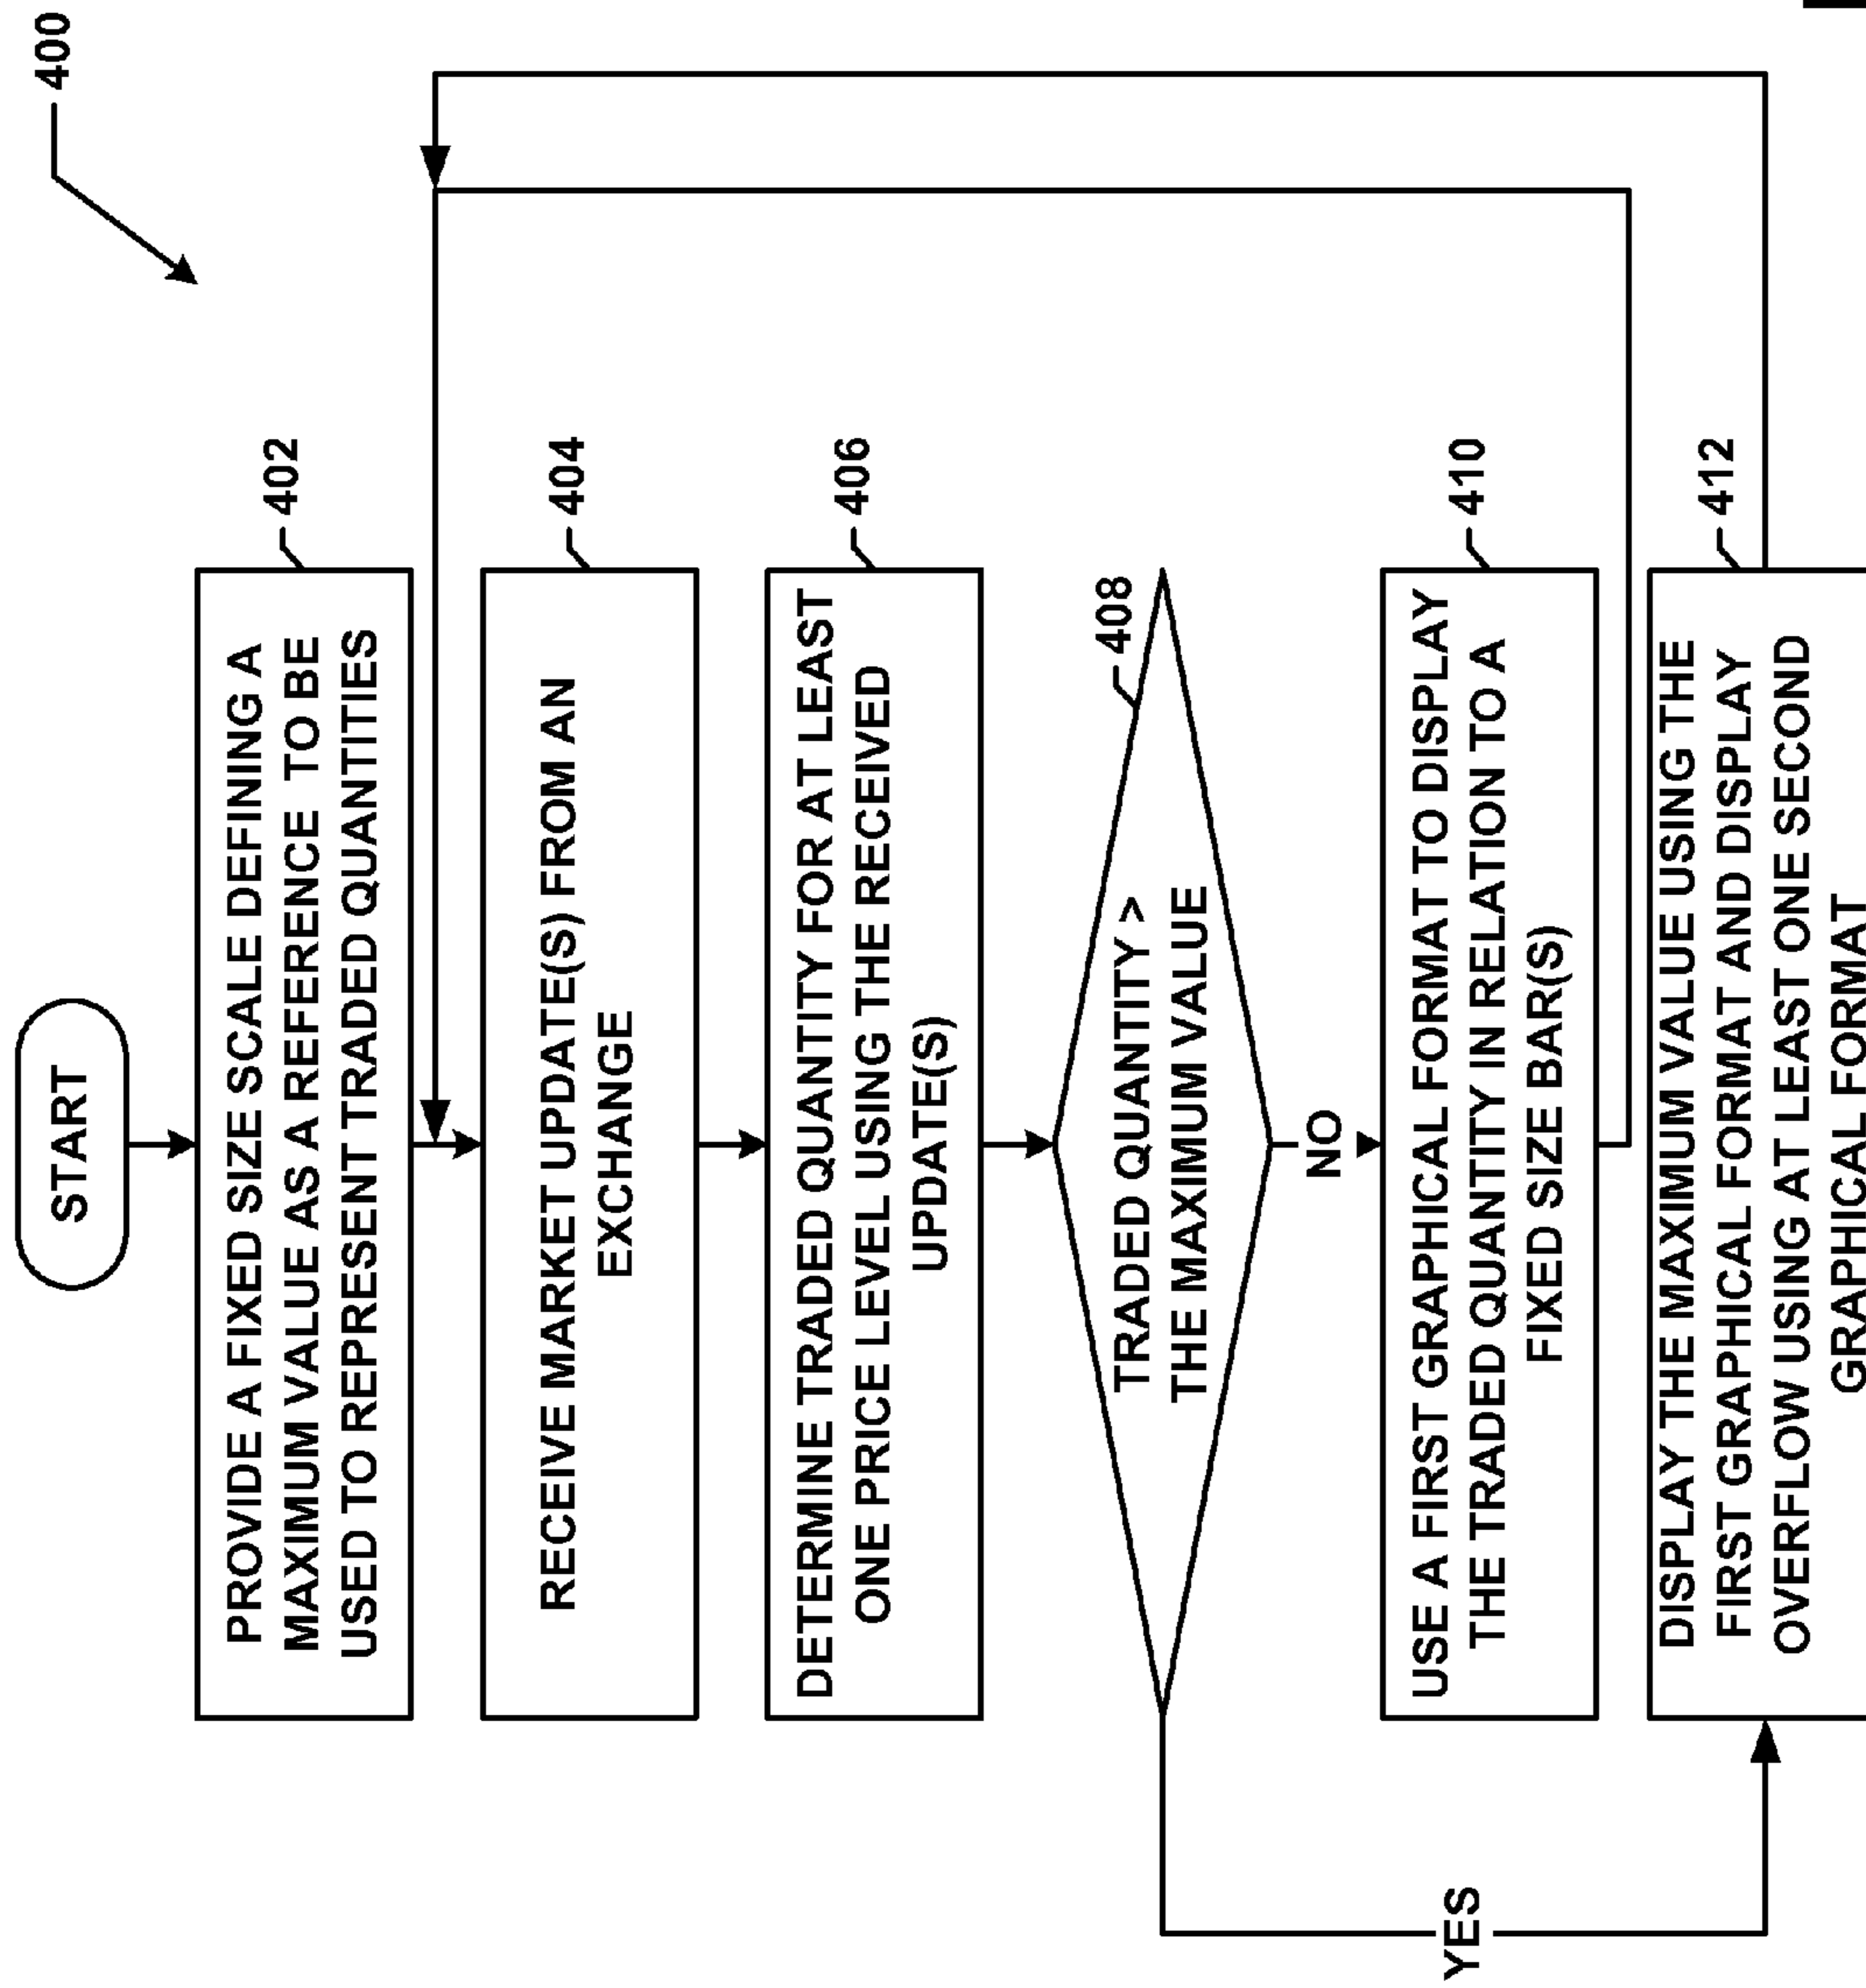 400
START
PROVIDE A FIXED SIZE SCALE DEFINING A
MAXIMUM VALUE AS A REFERENCE TO BE
USED TO REPRESENT TRADED QUANTITIES
402
RECEIVE MARKET UPDATE(S) FROM AN
EXCHANGE
404
DETERMINE TRADED QUANTITY FOR AT LEAST
ONE PRICE LEVEL USING THE RECEIVED
UPDATE(S)
406
408
TRADED QUANTITY >
THE MAXIMUM VALUE
NO
YES
USE A FIRST GRAPHICAL FORMAT TO DISPLAY
THE TRADED QUANTITY IN RELATION TO A
FIXED SIZE BAR(S)
410
DISPLAY THE MAXIMUM VALUE USING THE
FIRST GRAPHICAL FORMAT AND DISPLAY
OVERFLOW USING AT LEAST ONE SECOND
GRAPHICAL FORMAT
412